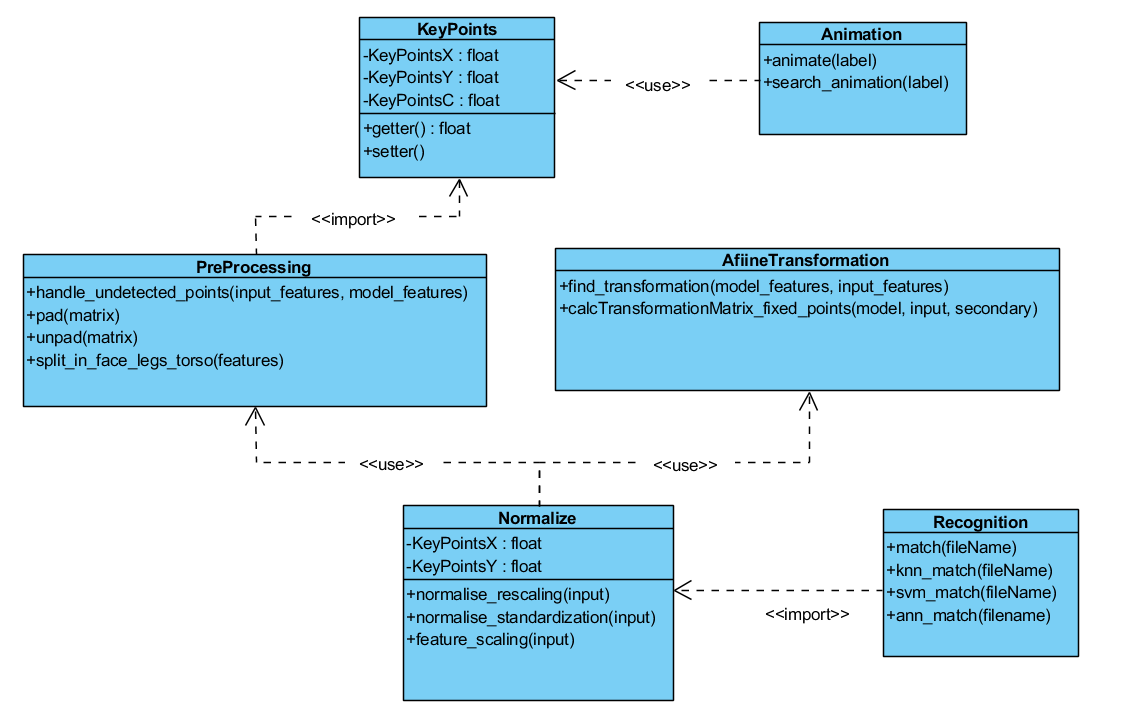 KeyPoints
-KeyPointsX : float
-KeyPointsY : float
-KeyPointsC : float
+getter() : float
+setter()
Animation
+animate(label)
+search_animation(label)
<<use>>
<<import>>
PreProcessing
+handle_undetected_points(input_features, model_features)
+pad(matrix)
+unpad(matrix)
+split_in_face_legs_torso(features)
AfiineTransformation
+find_transformation(model_features, input_features)
+calcTransformationMatrix_fixed_points(model, input, secondary)
<<use>>
<<use>>
Normalize
-KeyPointsX : float
-KeyPointsY : float
+normalise_rescaling(input)
+normalise_standardization(input)
+feature_scaling(input)
Recognition
+match(fileName)
+knn_match(fileName)
+svm_match(fileName)
+ann_match(filename)
<<import>>